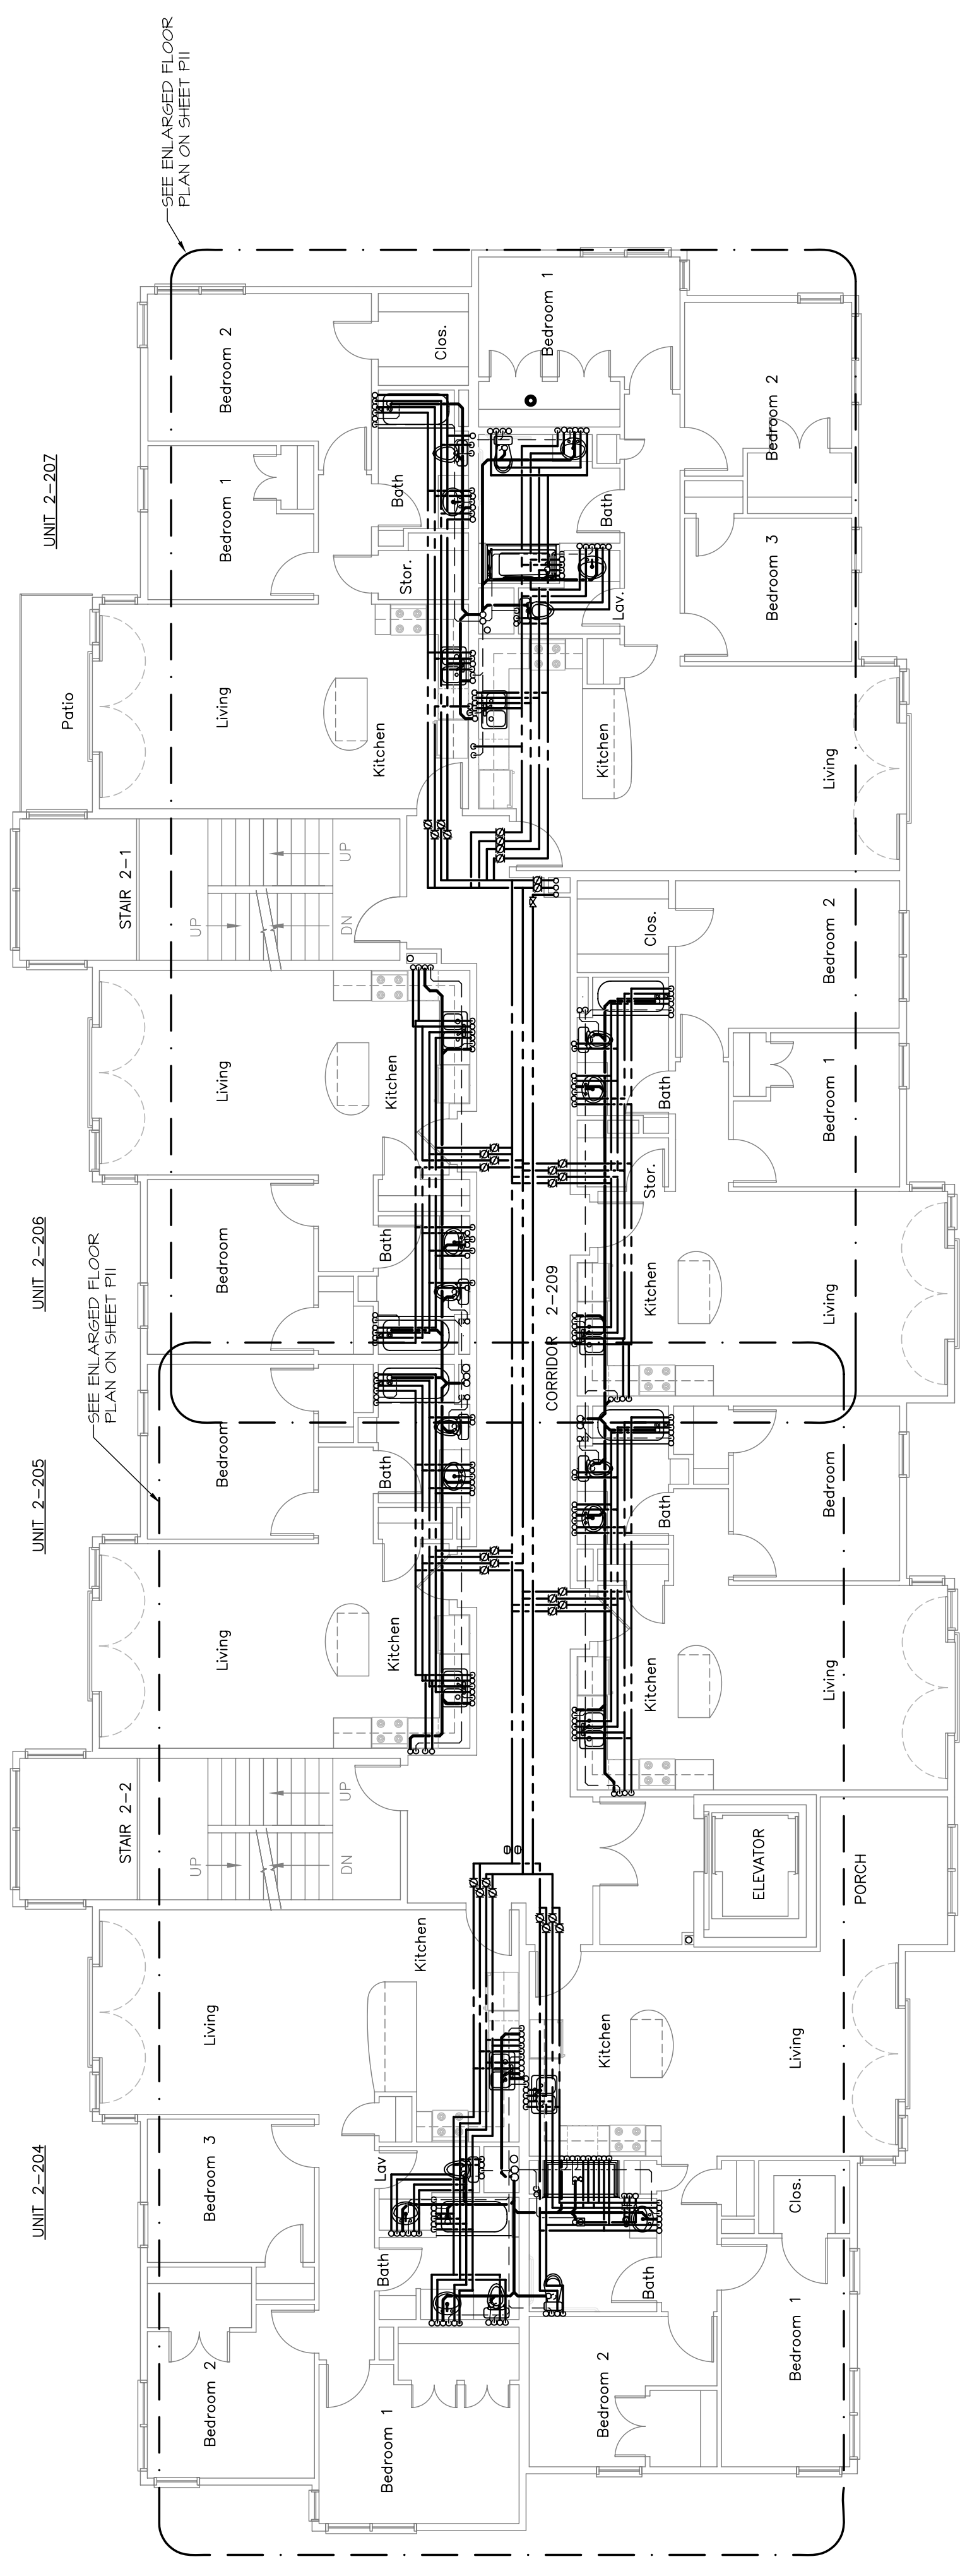 SEE ENLARGED FLOOR
PLAN ON SHEET P11
UNIT 2-207
Bedroom 2
Clos.
Bedroom 1
Bedroom 2
Bedroom 1
Bath
Bath
Stor.
Lav.
Bedroom 3
Patio
Living
Kitchen
Kitchen
Living
STAIR 2-1
UP
UP
DN
Clos.
Bedroom 2
Living
Kitchen
Bath
Bedroom 1
Stor.
UNIT 2-206
SEE ENLARGED FLOOR
PLAN ON SHEET P11
Bedroom
Bath
CORRIDOR 2-209
Kitchen
Living
UNIT 2-205
Bedroom
Bath
Bath
Bedroom
Living
Kitchen
Kitchen
Living
STAIR 2-2
UP
UP
DN
ELEVATOR
PORCH
Living
Kitchen
Kitchen
Living
UNIT 2-204
Bedroom 3
Lav
Bath
Bath
Clos.
Bedroom 2
Bedroom 1
Bedroom 2
Bedroom 1